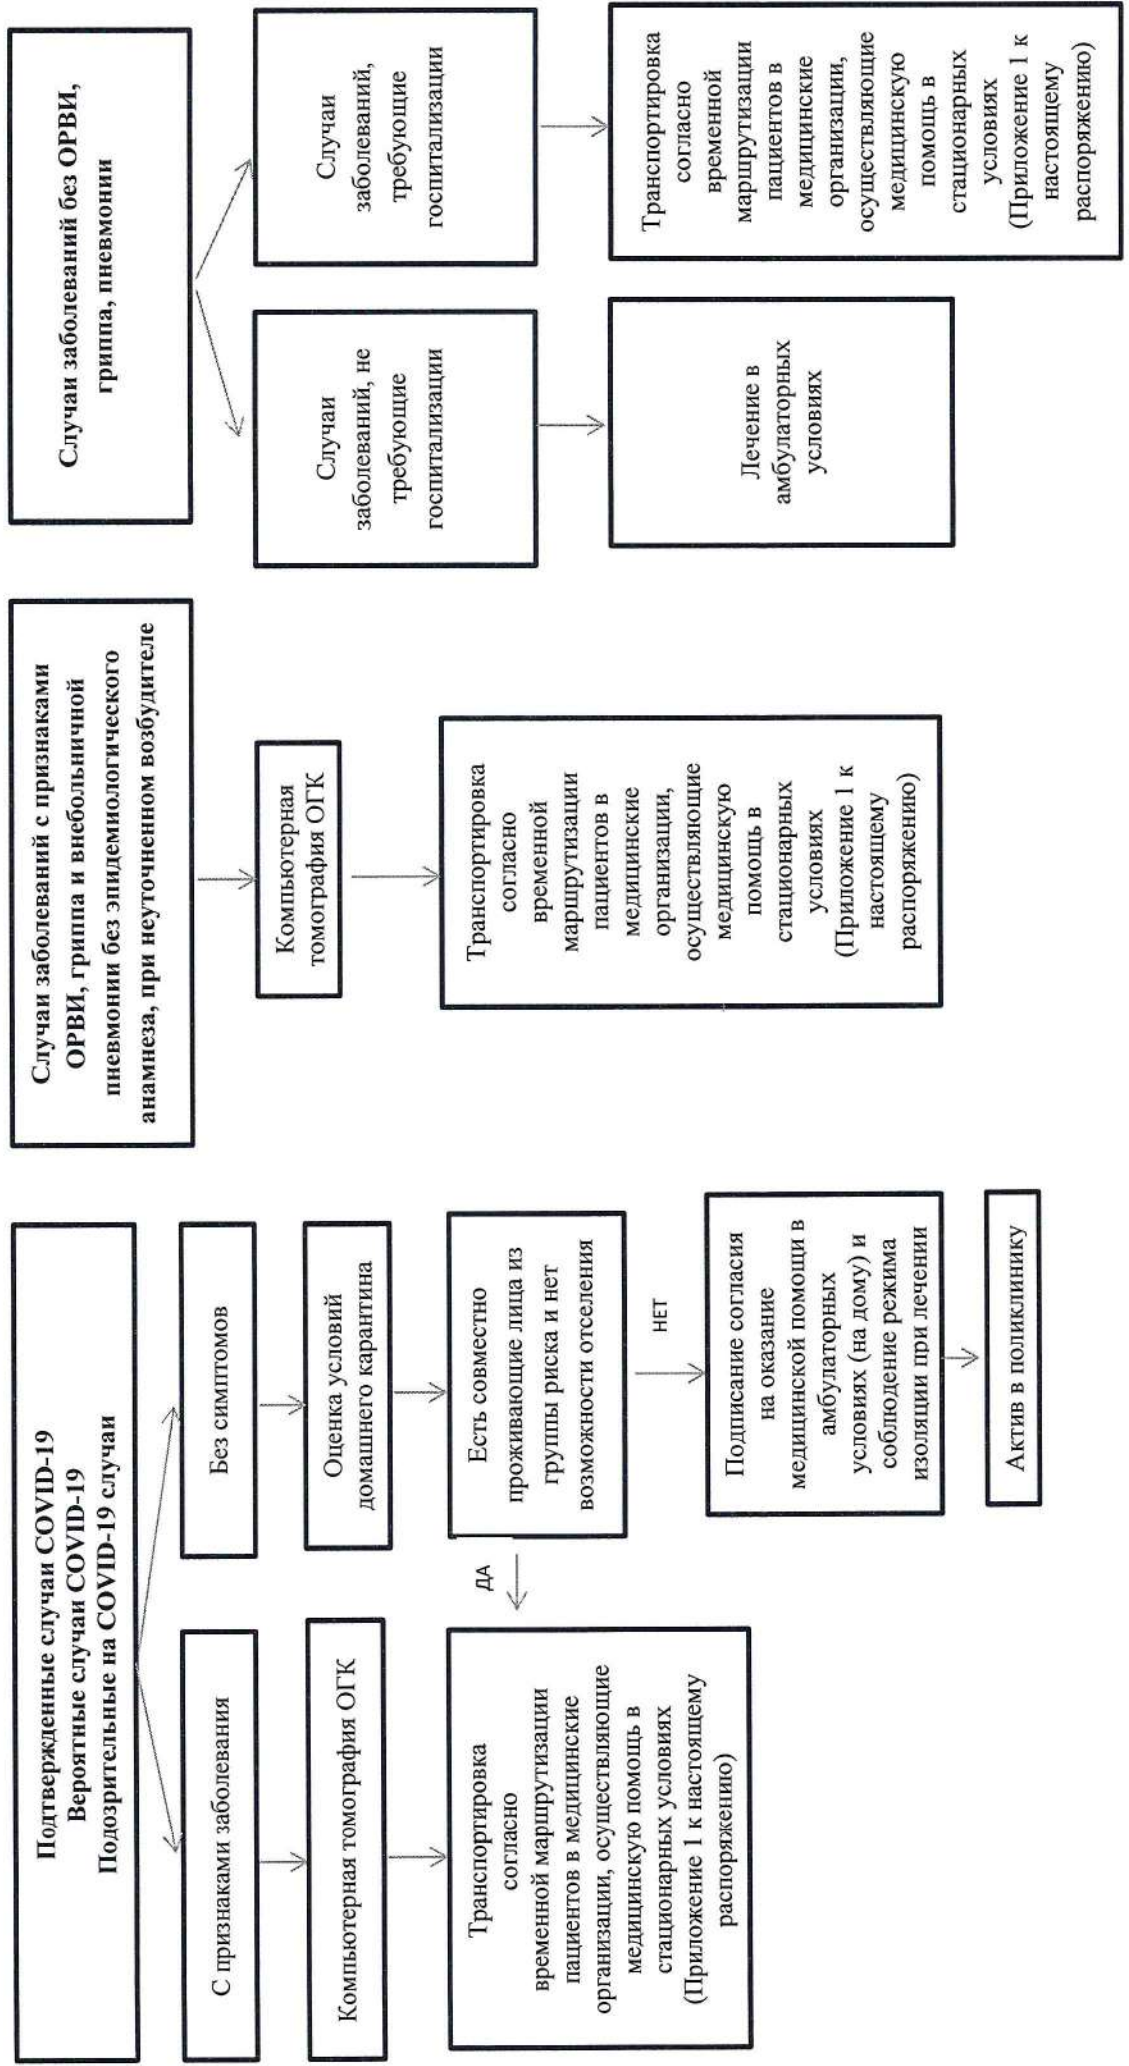 Подтвержденные случаи COVID-19
Вероятные случаи COVID-19
Подозрительные на COVID-19 случаи
С признаками заболевания
Компьютерная томография ОГК
Транспортировка
согласно
временной маршрутизации
пациентов в медицинские
организации, осуществляющие
медицинскую помощь в
стационарных условиях
(Приложение 1 к настоящему
распоряжению)
Без симптомов
Оценка условий
домашнего карантина
Есть совместно
проживающие лица из
группы риска и нет
возможности отселения
ДА
НЕТ
Подписание согласия
на оказание
медицинской помощи в
амбулаторных
условиях (на дому) и
соблюдение режима
изоляции при лечении
Актив в поликлинику
Случаи заболеваний с признаками
ОРВИ, гриппа и внебольничной
пневмонии без эпидемиологического
анамнеза, при неуточненном возбудителе
Компьютерная
томография ОГК
Транспортировка
согласно
временной
маршрутизации
пациентов в
медицинские
организации,
осуществляющие
медицинскую
помощь в
стационарных
условиях
(Приложение 1 к
настоящему
распоряжению)
Случаи заболеваний без ОРВИ,
гриппа, пневмонии
Случаи
заболеваний, не
требующие
госпитализации
Лечение в
амбулаторных
условиях
Случаи
заболеваний,
требующие
госпитализации
Транспортировка
согласно
временной
маршрутизации
пациентов в
медицинские
организации,
осуществляющие
медицинскую
помощь в
стационарных
условиях
(Приложение 1 к
настоящему
распоряжению)